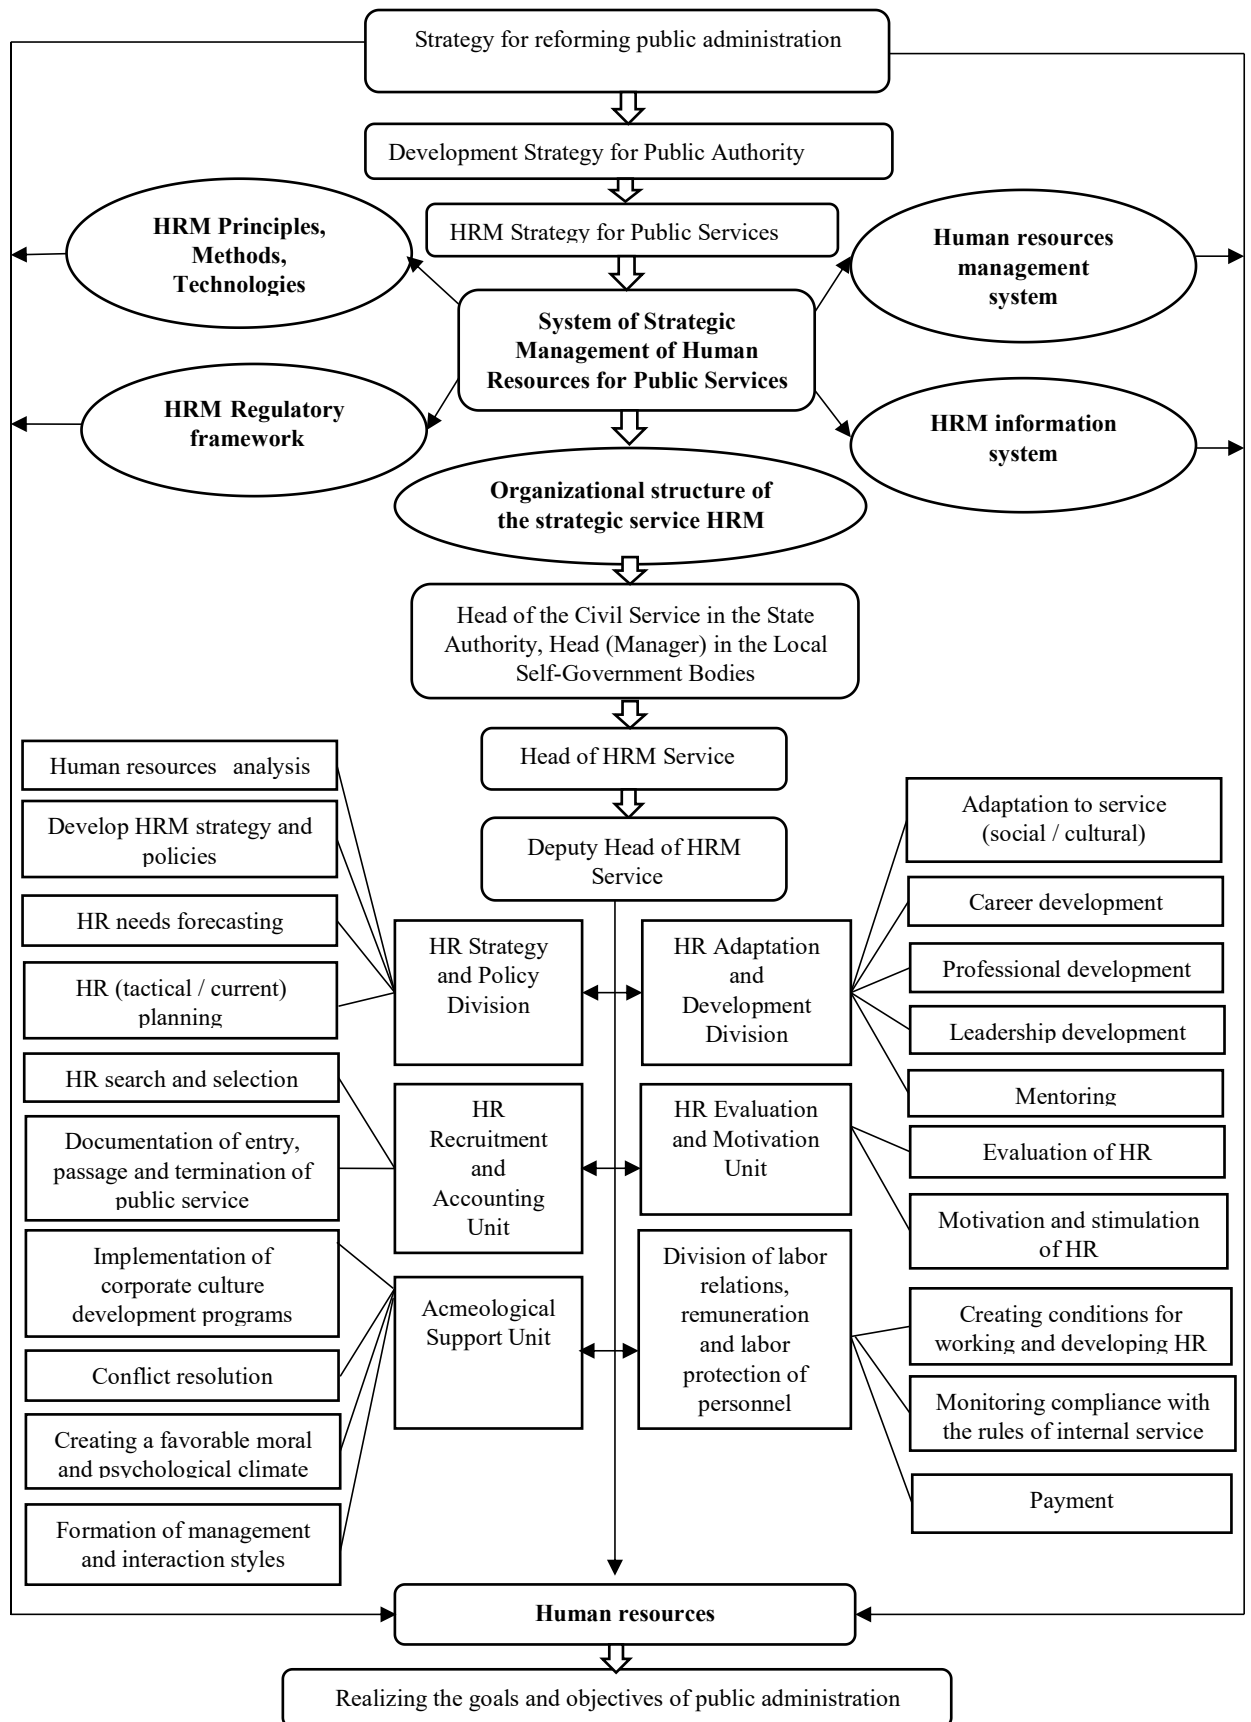 Strategy for reforming public administration
Development Strategy for Public Authority
HRM Strategy for Public Services
HRM Principles,
Methods,
Technologies
Human resources
management
system
System of Strategic
Management of Human
Resources for Public Services
HRM Regulatory
framework
HRM information
system
Organizational structure of
the strategic service HRM
Head of the Civil Service in the State
Authority, Head (Manager) in the Local
Self-Government Bodies
Head of HRM Service
Deputy Head of HRM
Service
Human resources analysis
Develop HRM strategy and
policies
HR needs forecasting
HR (tactical / current)
planning
HR search and selection
Documentation of entry,
passage and termination of
public service
Implementation of
corporate culture
development programs
Conflict resolution
Creating a favorable moral
and psychological climate
Formation of management
and interaction styles
HR Strategy
and Policy
Division
HR
Recruitment
and
Accounting
Unit
Acmeological
Support Unit
HR Adaptation
and
Development
Division
HR Evaluation
and Motivation
Unit
Division of labor
relations,
remuneration
and labor
protection of
personnel
Adaptation to service
(social / cultural)
Career development
Professional development
Leadership development
Mentoring
Evaluation of HR
Motivation and stimulation
of HR
Creating conditions for
working and developing HR
Monitoring compliance with
the rules of internal service
Payment
Human resources
Realizing the goals and objectives of public administration